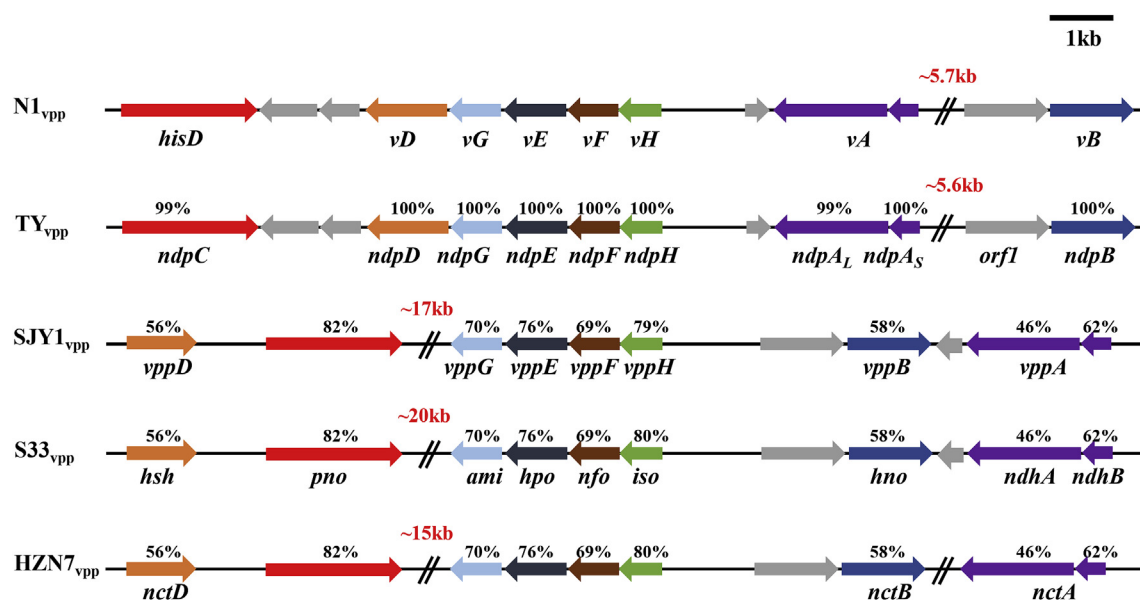 1kb
~5.7kb
N1vpp
hisD vD vG vE vF vH vA vB
~5.6kb
99% 100% 100% 100% 100% 100% 99% 100% 100%
TYvpp
ndpC ndpD ndpG ndpE ndpF ndpH ndpAL ndpAS orf1 ndpB
~17kb
56% 82% 70% 76% 69% 79% 58% 46% 62%
SJY1vpp
vppD vppG vppE vppF vppH vppB vppA
~20kb
56% 82% 70% 76% 69% 80% 58% 46% 62%
S33vpp
hsh pno ami hpo nfo iso hno ndhA ndhB
~15kb
56% 82% 70% 76% 69% 80% 58% 46% 62%
HZN7vpp
nctD nctB nctA